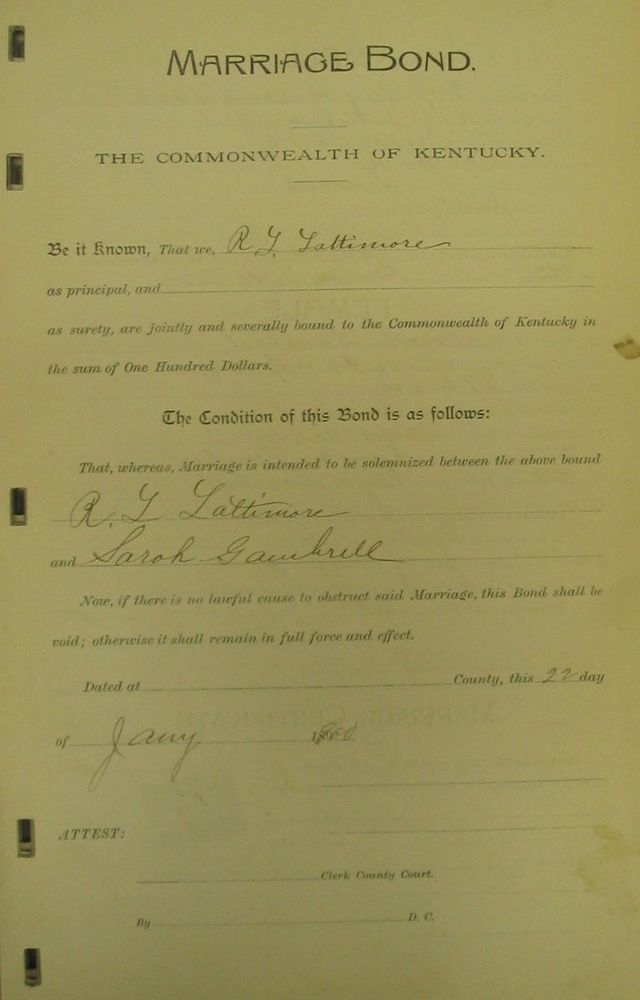 MARRIAGE BOND.
THE COMMONWEALTH OF KENTUCKY.
Be it Known, That we, R. L. Lattimore
as principal, and
as surety, are jointly and severally bound to the Commonwealth of Kentucky in
the sum of One Hundred Dollars.
The Condition of this Bond is as follows:
That, whereas, Marriage is intended to be solemnized between the above bound
R. L Lattimore
and Sarah Gambrell
Now, if there is no lawful cause to obstruct said Marriage, this Bond shall be
void; otherwise it shall remain in full force and effect.
Dated at County, this 22 day
of Jany
ATTEST:
Clerk County Court.
By D. C.